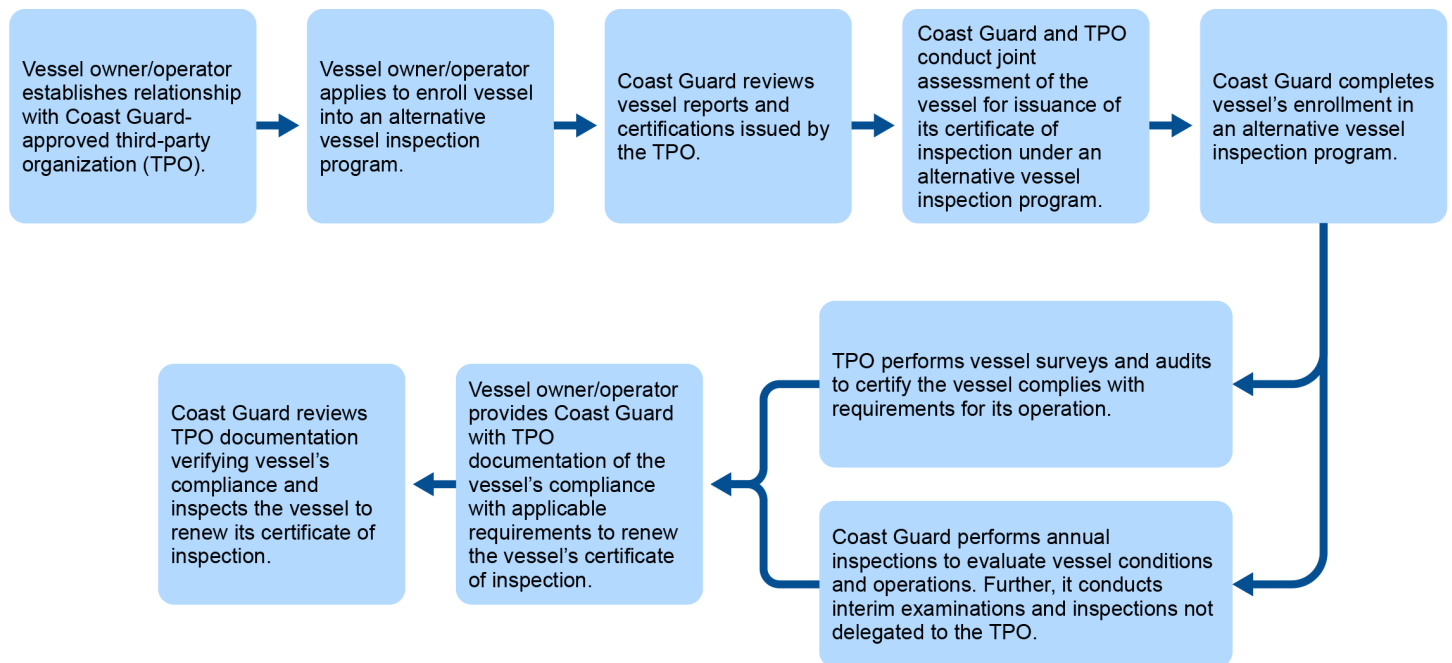 Vessel owner/operator
establishes relationship
with Coast Guard-
approved third-party
organization (TPO).
Vessel owner/operator
applies to enroll vessel
into an alternative
vessel inspection
program.
Coast Guard reviews
vessel reports and
certifications issued by
the TPO.
Coast Guard and TPO
conduct joint
assessment of the
vessel for issuance of
its certificate of
inspection under an
alternative vessel
inspection program.
Coast Guard completes
vessel’s enrollment in
an alternative vessel
inspection program.
TPO performs vessel surveys and audits
to certify the vessel complies with
requirements for its operation.
Coast Guard performs annual
inspections to evaluate vessel conditions
and operations. Further, it conducts
interim examinations and inspections not
delegated to the TPO.
Vessel owner/operator
provides Coast Guard
with TPO
documentation of the
vessel’s compliance
with applicable
requirements to renew
the vessel’s certificate
of inspection.
Coast Guard reviews
TPO documentation
verifying vessel’s
compliance and
inspects the vessel to
renew its certificate of
inspection.